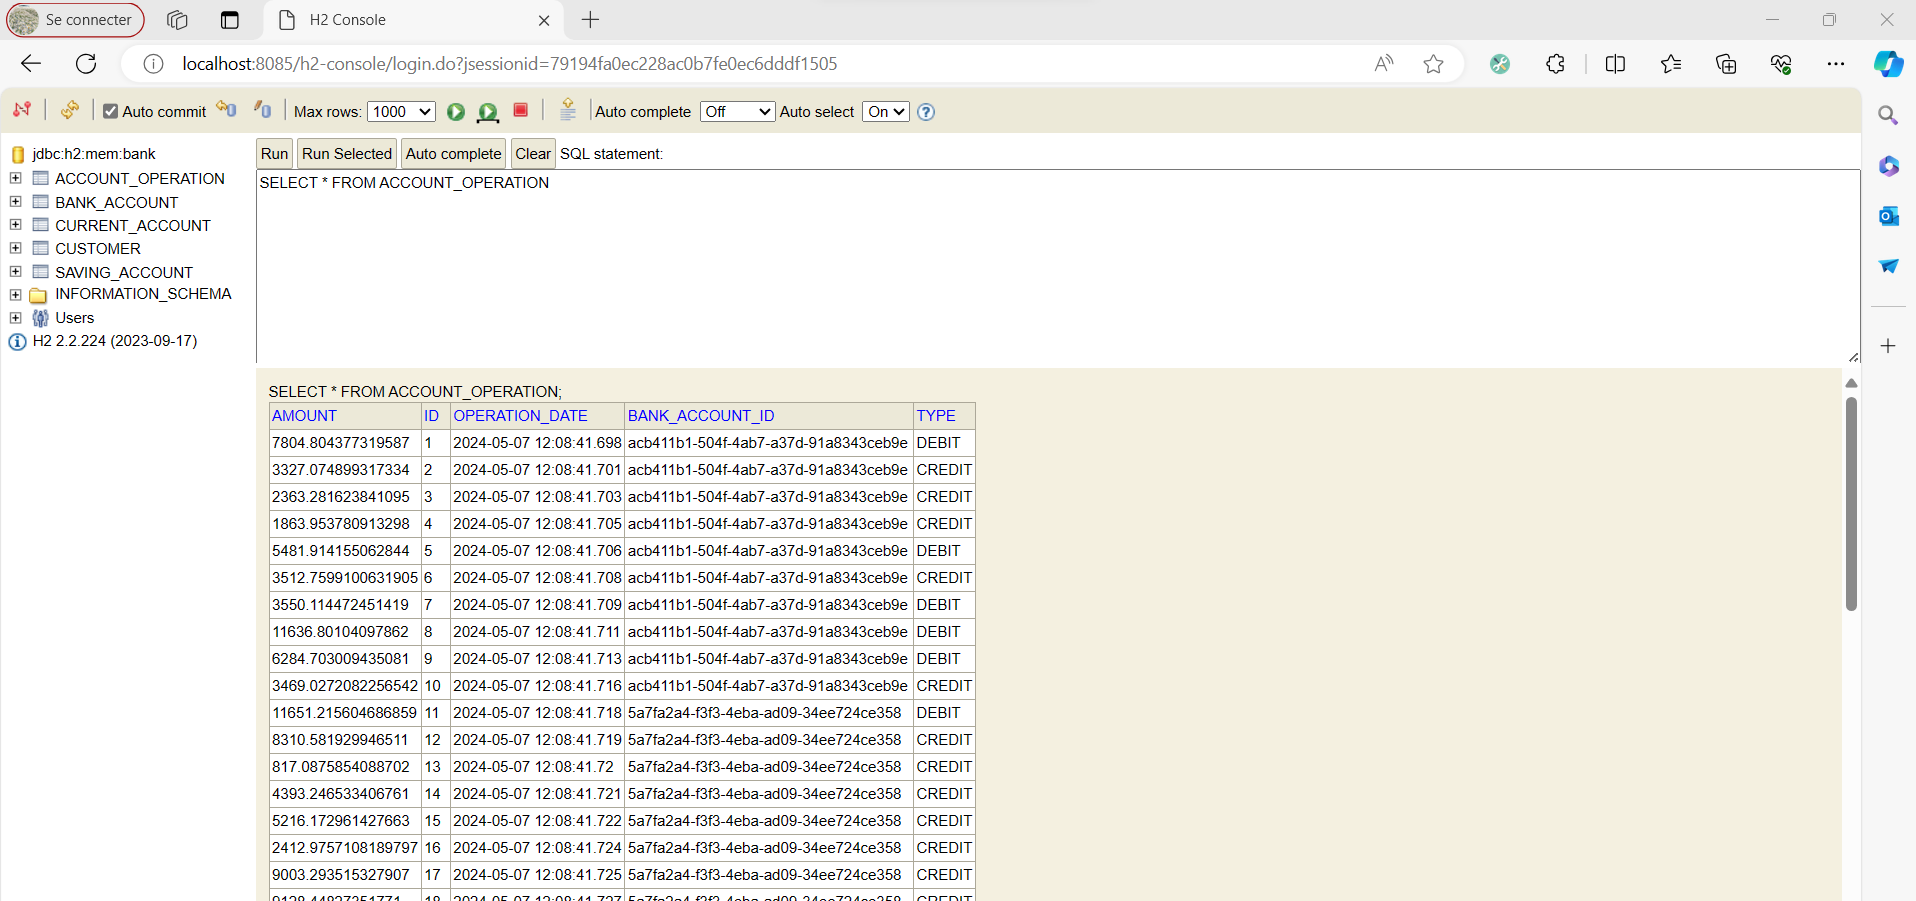 Se connecter
H2 Console
localhost:8085/h2-console/login.do?jsessionid=79194fa0ec228ac0b7fe0ec6dddf1505
Auto commit Max rows: 1000 Auto complete Off Auto select On
jdbc:h2:mem:bank
ACCOUNT_OPERATION
BANK_ACCOUNT
CURRENT_ACCOUNT
CUSTOMER
SAVING_ACCOUNT
INFORMATION_SCHEMA
Users
H2 2.2.224 (2023-09-17)
Run Run Selected Auto complete Clear SQL statement:
SELECT * FROM ACCOUNT_OPERATION
SELECT * FROM ACCOUNT_OPERATION;
AMOUNT ID OPERATION_DATE BANK_ACCOUNT_ID TYPE
7804.804377319587 1 2024-05-07 12:08:41.698 acb411b1-504f-4ab7-a37d-91a8343ceb9e DEBIT
3327.074899317334 2 2024-05-07 12:08:41.701 acb411b1-504f-4ab7-a37d-91a8343ceb9e CREDIT
2363.281623841095 3 2024-05-07 12:08:41.703 acb411b1-504f-4ab7-a37d-91a8343ceb9e CREDIT
1863.953780913298 4 2024-05-07 12:08:41.705 acb411b1-504f-4ab7-a37d-91a8343ceb9e CREDIT
5481.914155062844 5 2024-05-07 12:08:41.706 acb411b1-504f-4ab7-a37d-91a8343ceb9e DEBIT
3512.7599100631905 6 2024-05-07 12:08:41.708 acb411b1-504f-4ab7-a37d-91a8343ceb9e CREDIT
3550.114472451419 7 2024-05-07 12:08:41.709 acb411b1-504f-4ab7-a37d-91a8343ceb9e DEBIT
11636.80104097862 8 2024-05-07 12:08:41.711 acb411b1-504f-4ab7-a37d-91a8343ceb9e DEBIT
6284.703009435081 9 2024-05-07 12:08:41.713 acb411b1-504f-4ab7-a37d-91a8343ceb9e DEBIT
3469.0272082256542 10 2024-05-07 12:08:41.716 acb411b1-504f-4ab7-a37d-91a8343ceb9e CREDIT
11651.215604686859 11 2024-05-07 12:08:41.718 5a7fa2a4-f3f3-4eba-ad09-34ee724ce358 DEBIT
8310.581929946511 12 2024-05-07 12:08:41.719 5a7fa2a4-f3f3-4eba-ad09-34ee724ce358 CREDIT
817.0875854088702 13 2024-05-07 12:08:41.72 5a7fa2a4-f3f3-4eba-ad09-34ee724ce358 CREDIT
4393.246533406761 14 2024-05-07 12:08:41.721 5a7fa2a4-f3f3-4eba-ad09-34ee724ce358 CREDIT
5216.172961427663 15 2024-05-07 12:08:41.722 5a7fa2a4-f3f3-4eba-ad09-34ee724ce358 CREDIT
2412.9757108189797 16 2024-05-07 12:08:41.724 5a7fa2a4-f3f3-4eba-ad09-34ee724ce358 CREDIT
9003.293515327907 17 2024-05-07 12:08:41.725 5a7fa2a4-f3f3-4eba-ad09-34ee724ce358 CREDIT